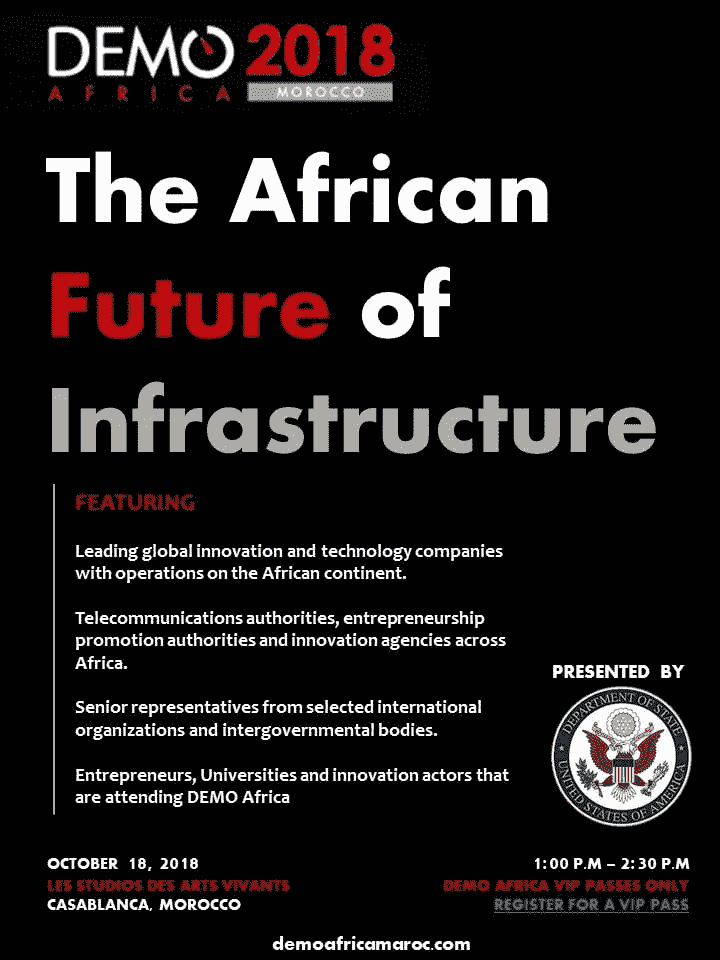 DEMO 2018
AFRICA MOROCCO
The African
Future of
Infrastructure
FEATURING
Leading global innovation and technology companies
with operations on the African continent.
Telecommunications authorities, entrepreneurship
promotion authorities and innovation agencies across
Africa.
Senior representatives from selected international
organizations and intergovernmental bodies.
Entrepreneurs, Universities and innovation actors that
are attending DEMO Africa
PRESENTED BY
DEPARTMENT OF STATE
UNITED STATES OF AMERICA
OCTOBER 18, 2018
LES STUDIOS DES ARTS VIVANTS
CASABLANCA, MOROCCO
1:00 P.M – 2:30 P.M
DEMO AFRICA VIP PASSES ONLY
REGISTER FOR A VIP PASS
demoafricamaroc.com